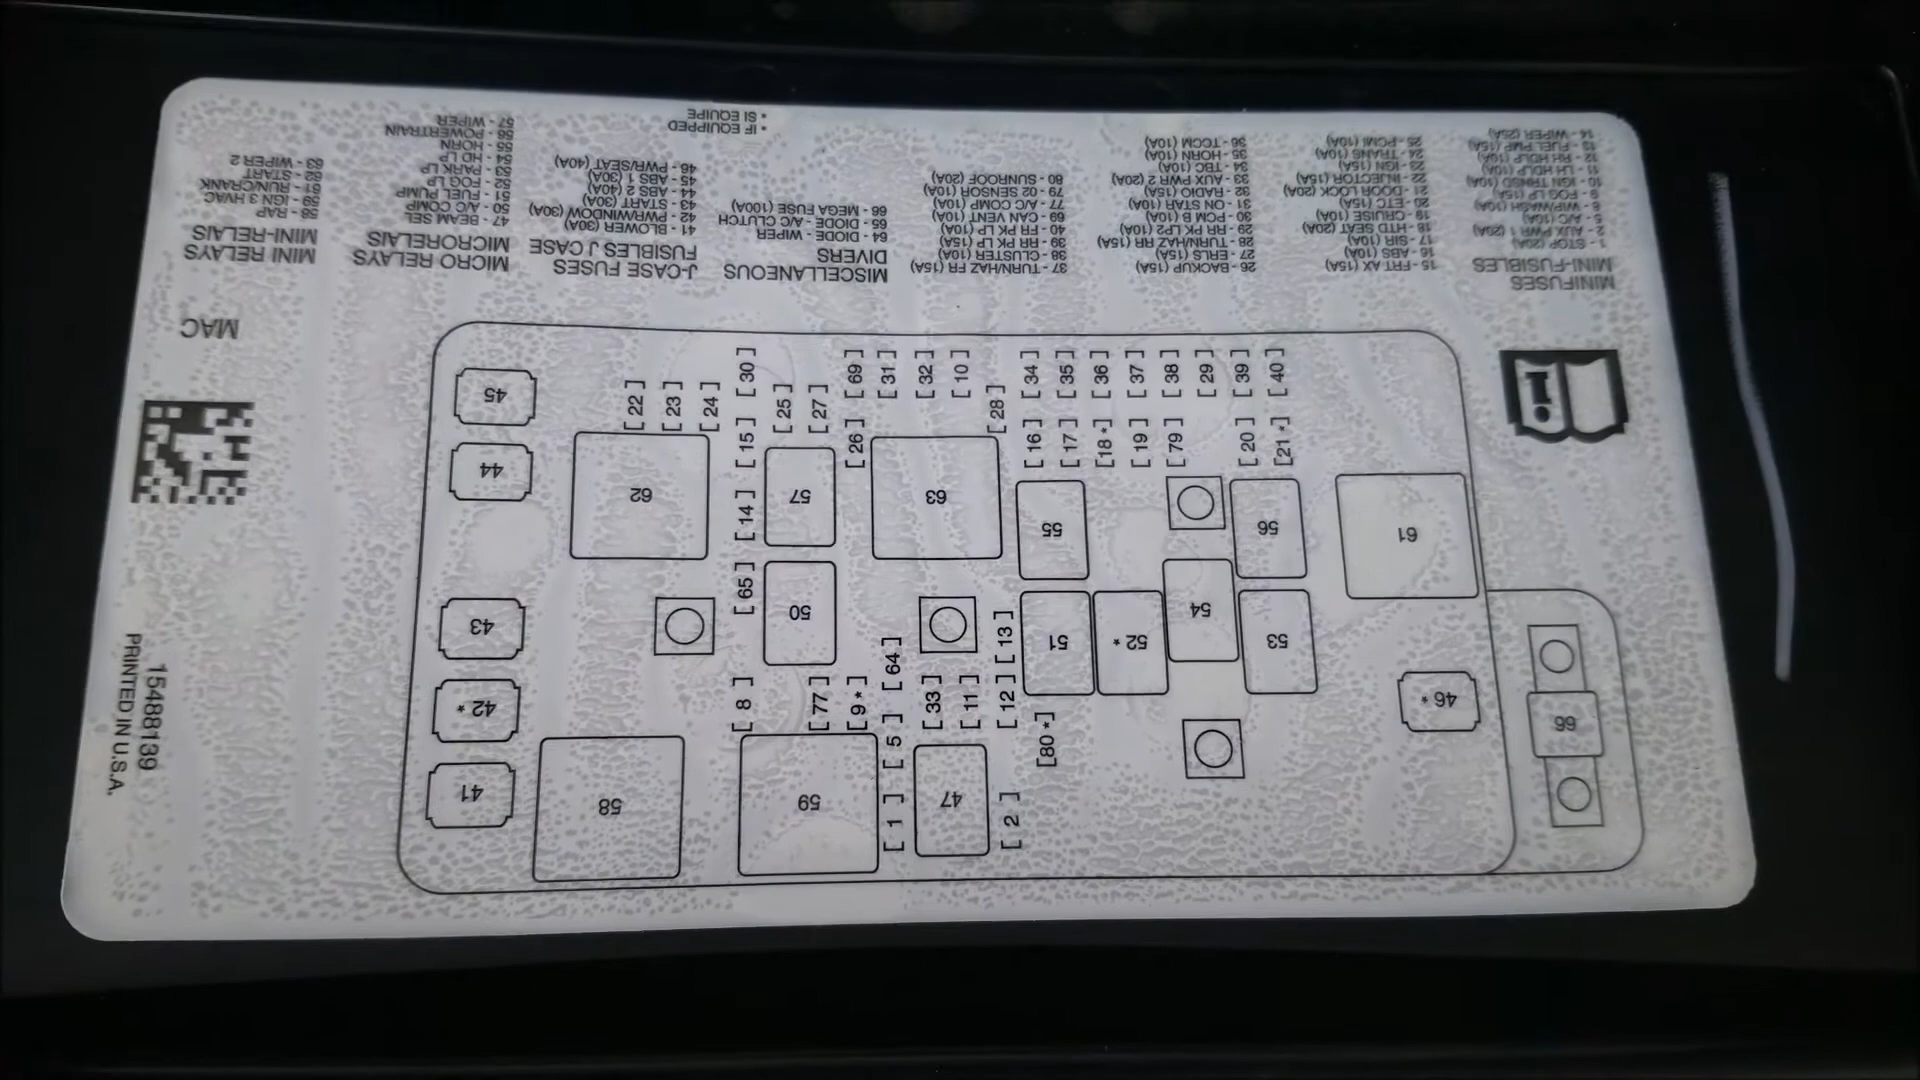 66
46*
[80*]
[2]
47
[1]
59
58
41
[12]
[11]
[33]
[5]
[9*]
[77]
[8]
42*
53
54
52*
51
[13]
[64]
50
[65]
43
61
56
55
63
57
[14]
62
44
[21*]
[20]
[79]
[19]
[18*]
[17]
[16]
[26]
[15]
[40]
[39]
[29]
[38]
[37]
[36]
[35]
[34]
[28]
[10]
[32]
[31]
[69]
[27]
[25]
[30]
[24]
[23]
[22]
45
15488139
PRINTED IN U.S.A.
MAC
i
MINIFUSES
MINI-FUSIBLES
1 - STOP (20A)
2 - AUX PWR 1 (20A)
5 - A/C (10A)
8 - WIP/WASH (10A)
9 - FOG LP (15A)
10 - IGN TRNSD (10A)
11 - LH HDLP (10A)
12 - RH HDLP (10A)
13 - FUEL PMP (15A)
14 - WIPER (25A)
15 - FRT AX (15A)
16 - ABS (10A)
17 - SIR (10A)
18 - HTD SEAT (20A)
19 - CRUISE (10A)
20 - ETC (15A)
21 - DOOR LOCK (20A)
22 - INJECTOR (15A)
23 - IGN (15A)
24 - TRANS (10A)
25 - PCMI (10A)
26 - BACKUP (15A)
27 - ERLS (15A)
28 - TURN/HAZ RR (15A)
29 - RR PK LP2 (10A)
30 - PCM B (10A)
31 - ON STAR (10A)
32 - RADIO (15A)
33 - AUX PWR 2 (20A)
34 - TBC (10A)
35 - HORN (10A)
36 - TCCM (10A)
37 - TURN/HAZ FR (15A)
38 - CLUSTER (10A)
39 - RR PK LP (15A)
40 - FR PK LP (10A)
69 - CAN VENT (10A)
77 - A/C COMP (10A)
79 - 02 SENSOR (10A)
80 - SUNROOF (20A)
MISCELLANEOUS
DIVERS
64 - DIODE - WIPER
65 - DIODE - A/C CLUTCH
66 - MEGA FUSE (100A)
* IF EQUIPPED
* SI EQUIPE
J-CASE FUSES
FUSIBLES J CASE
41 - BLOWER (30A)
42 - PWR/WINDOW (30A)
43 - START (30A)
44 - ABS 2 (40A)
45 - ABS 1 (30A)
46 - PWR/SEAT (40A)
MICRO RELAYS
MICRORELAIS
47 - BEAM SEL
50 - A/C COMP
51 - FUEL PUMP
52 - FOG LP
53 - PARK LP
54 - HD LP
55 - HORN
56 - POWERTRAIN
57 - WIPER
MINI RELAYS
MINI-RELAIS
58 - RAP
59 - IGN 3 HVAC
61 - RUN/CRANK
62 - START
63 - WIPER 2